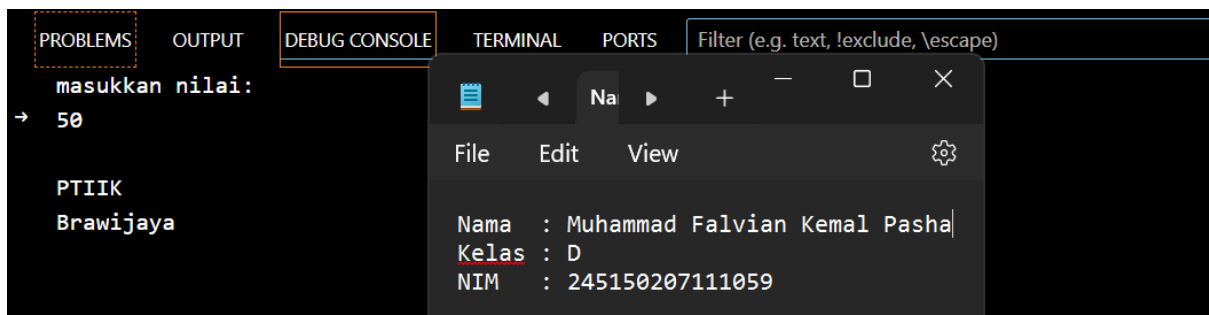 PROBLEMS OUTPUT DEBUG CONSOLE TERMINAL PORTS Filter (e.g. text, !exclude, \escape)
masukkan nilai:
→ 50
PTIIK
Brawijaya
Na
File Edit View
Nama : Muhammad Falvian Kemal Pasha
Kelas : D
NIM : 245150207111059